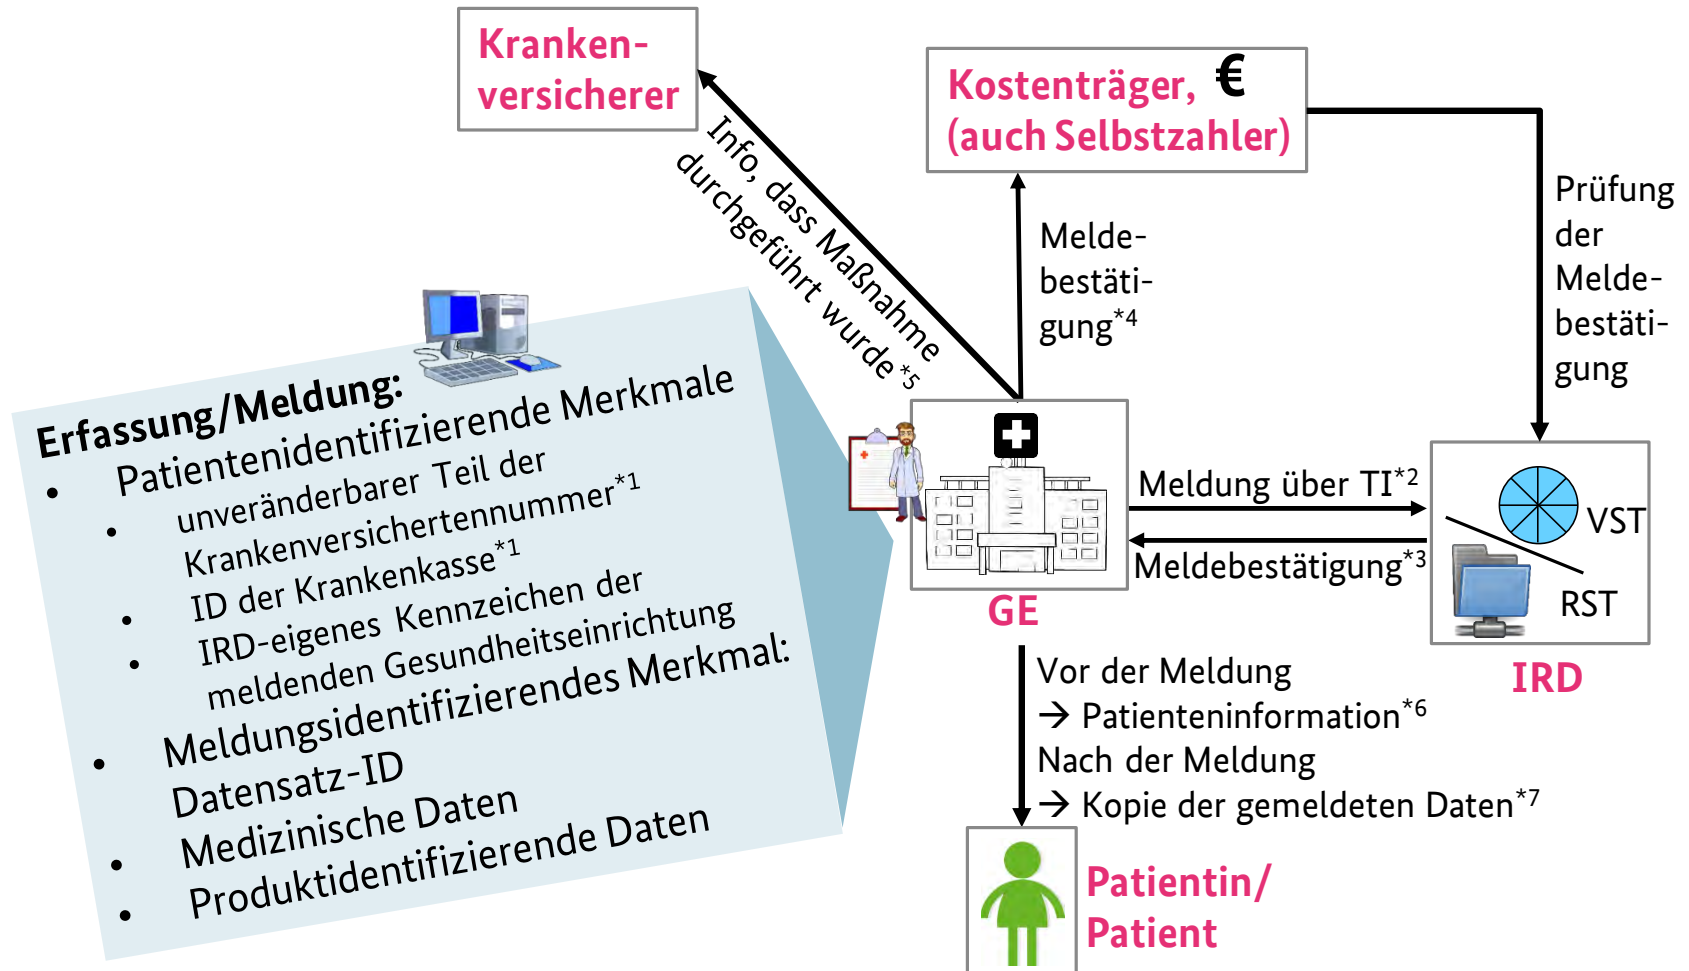 Kranken-
versicherer
Kostenträger, €
(auch Selbstzahler)
Info, dass Maßnahme
durchgeführt wurde*5
Melde-
bestäti-
gung*4
Prüfung
der
Melde-
bestäti-
gung
Erfassung/Meldung:
• Patientenidentifizierende Merkmale
• unveränderbarer Teil der
Krankenversichertennummer*1
• ID der Krankenkasse*1
• IRD-eigenes Kennzeichen der
meldenden Gesundheitseinrichtung
• Meldungsidentifizierendes Merkmal:
Datensatz-ID
• Medizinische Daten
• Produktidentifizierende Daten
GE
Meldung über TI*2
Meldebestätigung*3
VST
RST
IRD
Vor der Meldung
→ Patienteninformation*6
Nach der Meldung
→ Kopie der gemeldeten Daten*7
Patientin/
Patient